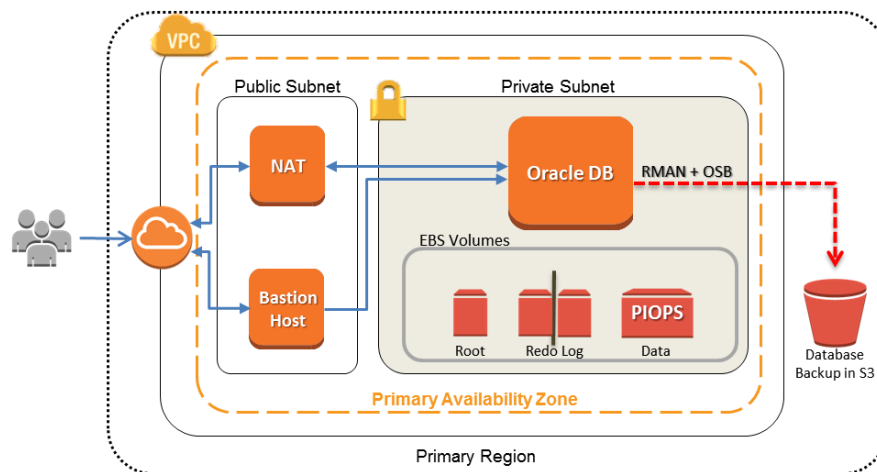 VPC
Public Subnet
Private Subnet
NAT
Oracle DB
RMAN + OSB
EBS Volumes
Bastion
Host
PIOPS
Root
Redo Log
Data
Database
Backup in S3
Primary Availability Zone
Primary Region